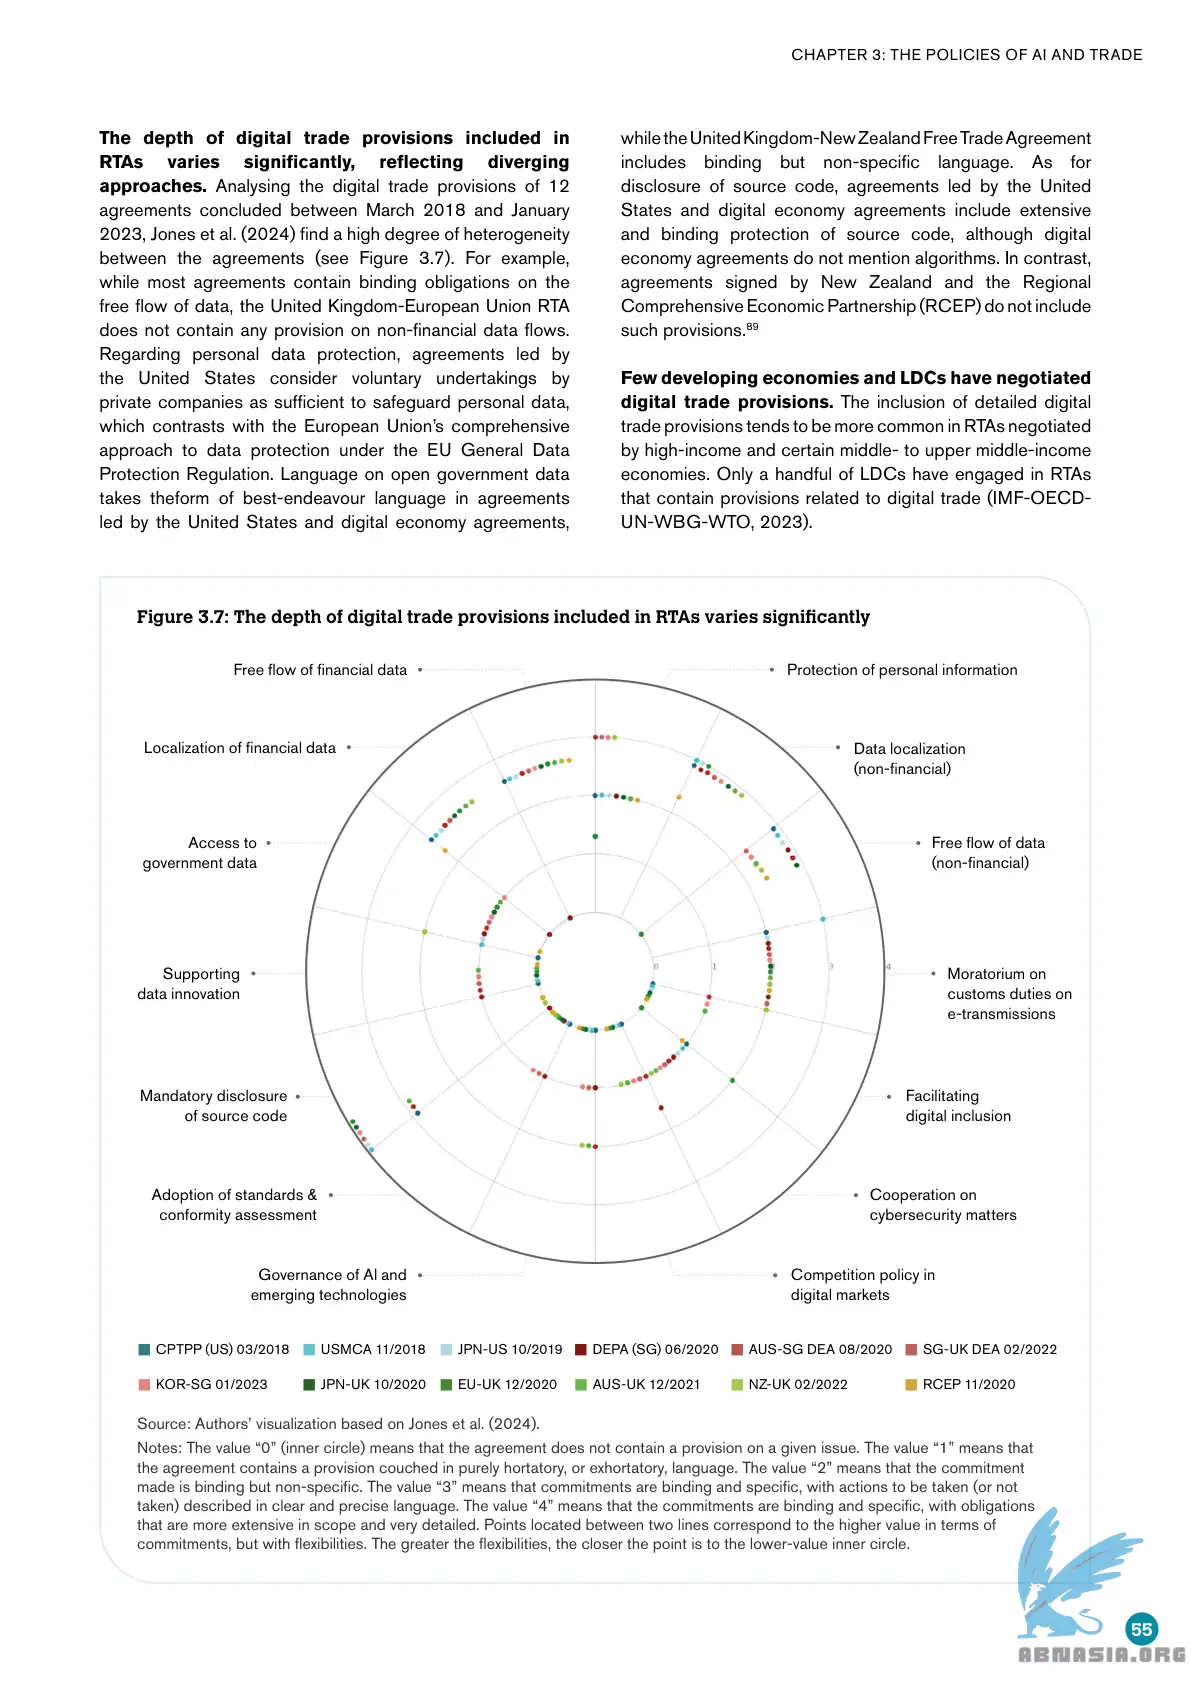 CHAPTER 3: THE POLICIES OF AI AND TRADE
The depth of digital trade provisions included in
RTAs varies significantly, reflecting diverging
approaches. Analysing the digital trade provisions of 12
agreements concluded between March 2018 and January
2023, Jones et al. (2024) find a high degree of heterogeneity
between the agreements (see Figure 3.7). For example,
while most agreements contain binding obligations on the
free flow of data, the United Kingdom-European Union RTA
does not contain any provision on non-financial data flows.
Regarding personal data protection, agreements led by
the United States consider voluntary undertakings by
private companies as sufficient to safeguard personal data,
which contrasts with the European Union's comprehensive
approach to data protection under the EU General Data
Protection Regulation. Language on open government data
takes theform of best-endeavour language in agreements
led by the United States and digital economy agreements,
while the United Kingdom-New Zealand Free Trade Agreement
includes binding but non-specific language. As for
disclosure of source code, agreements led by the United
States and digital economy agreements include extensive
and binding protection of source code, although digital
economy agreements do not mention algorithms. In contrast,
agreements signed by New Zealand and the Regional
Comprehensive Economic Partnership (RCEP) do not include
such provisions.⁸⁹
Few developing economies and LDCs have negotiated
digital trade provisions. The inclusion of detailed digital
trade provisions tends to be more common in RTAs negotiated
by high-income and certain middle- to upper middle-income
economies. Only a handful of LDCs have engaged in RTAs
that contain provisions related to digital trade (IMF-OECD-
UN-WBG-WTO, 2023).
Figure 3.7: The depth of digital trade provisions included in RTAs varies significantly
Free flow of financial data
Protection of personal information
Localization of financial data
Data localization
(non-financial)
Access to
government data
Free flow of data
(non-financial)
0
1
3
4
Supporting
data innovation
Moratorium on
customs duties on
e-transmissions
Mandatory disclosure
of source code
Facilitating
digital inclusion
Adoption of standards &
conformity assessment
Cooperation on
cybersecurity matters
Governance of AI and
emerging technologies
Competition policy in
digital markets
CPTPP (US) 03/2018 USMCA 11/2018 JPN-US 10/2019 DEPA (SG) 06/2020 AUS-SG DEA 08/2020 SG-UK DEA 02/2022
KOR-SG 01/2023 JPN-UK 10/2020 EU-UK 12/2020 AUS-UK 12/2021 NZ-UK 02/2022 RCEP 11/2020
Source: Authors' visualization based on Jones et al. (2024).
Notes: The value "0" (inner circle) means that the agreement does not contain a provision on a given issue. The value "1" means that
the agreement contains a provision couched in purely hortatory, or exhortatory, language. The value "2" means that the commitment
made is binding but non-specific. The value "3" means that commitments are binding and specific, with actions to be taken (or not
taken) described in clear and precise language. The value "4" means that the commitments are binding and specific, with obligations
that are more extensive in scope and very detailed. Points located between two lines correspond to the higher value in terms of
commitments, but with flexibilities. The greater the flexibilities, the closer the point is to the lower-value inner circle.
55
ABNASIA.ORG